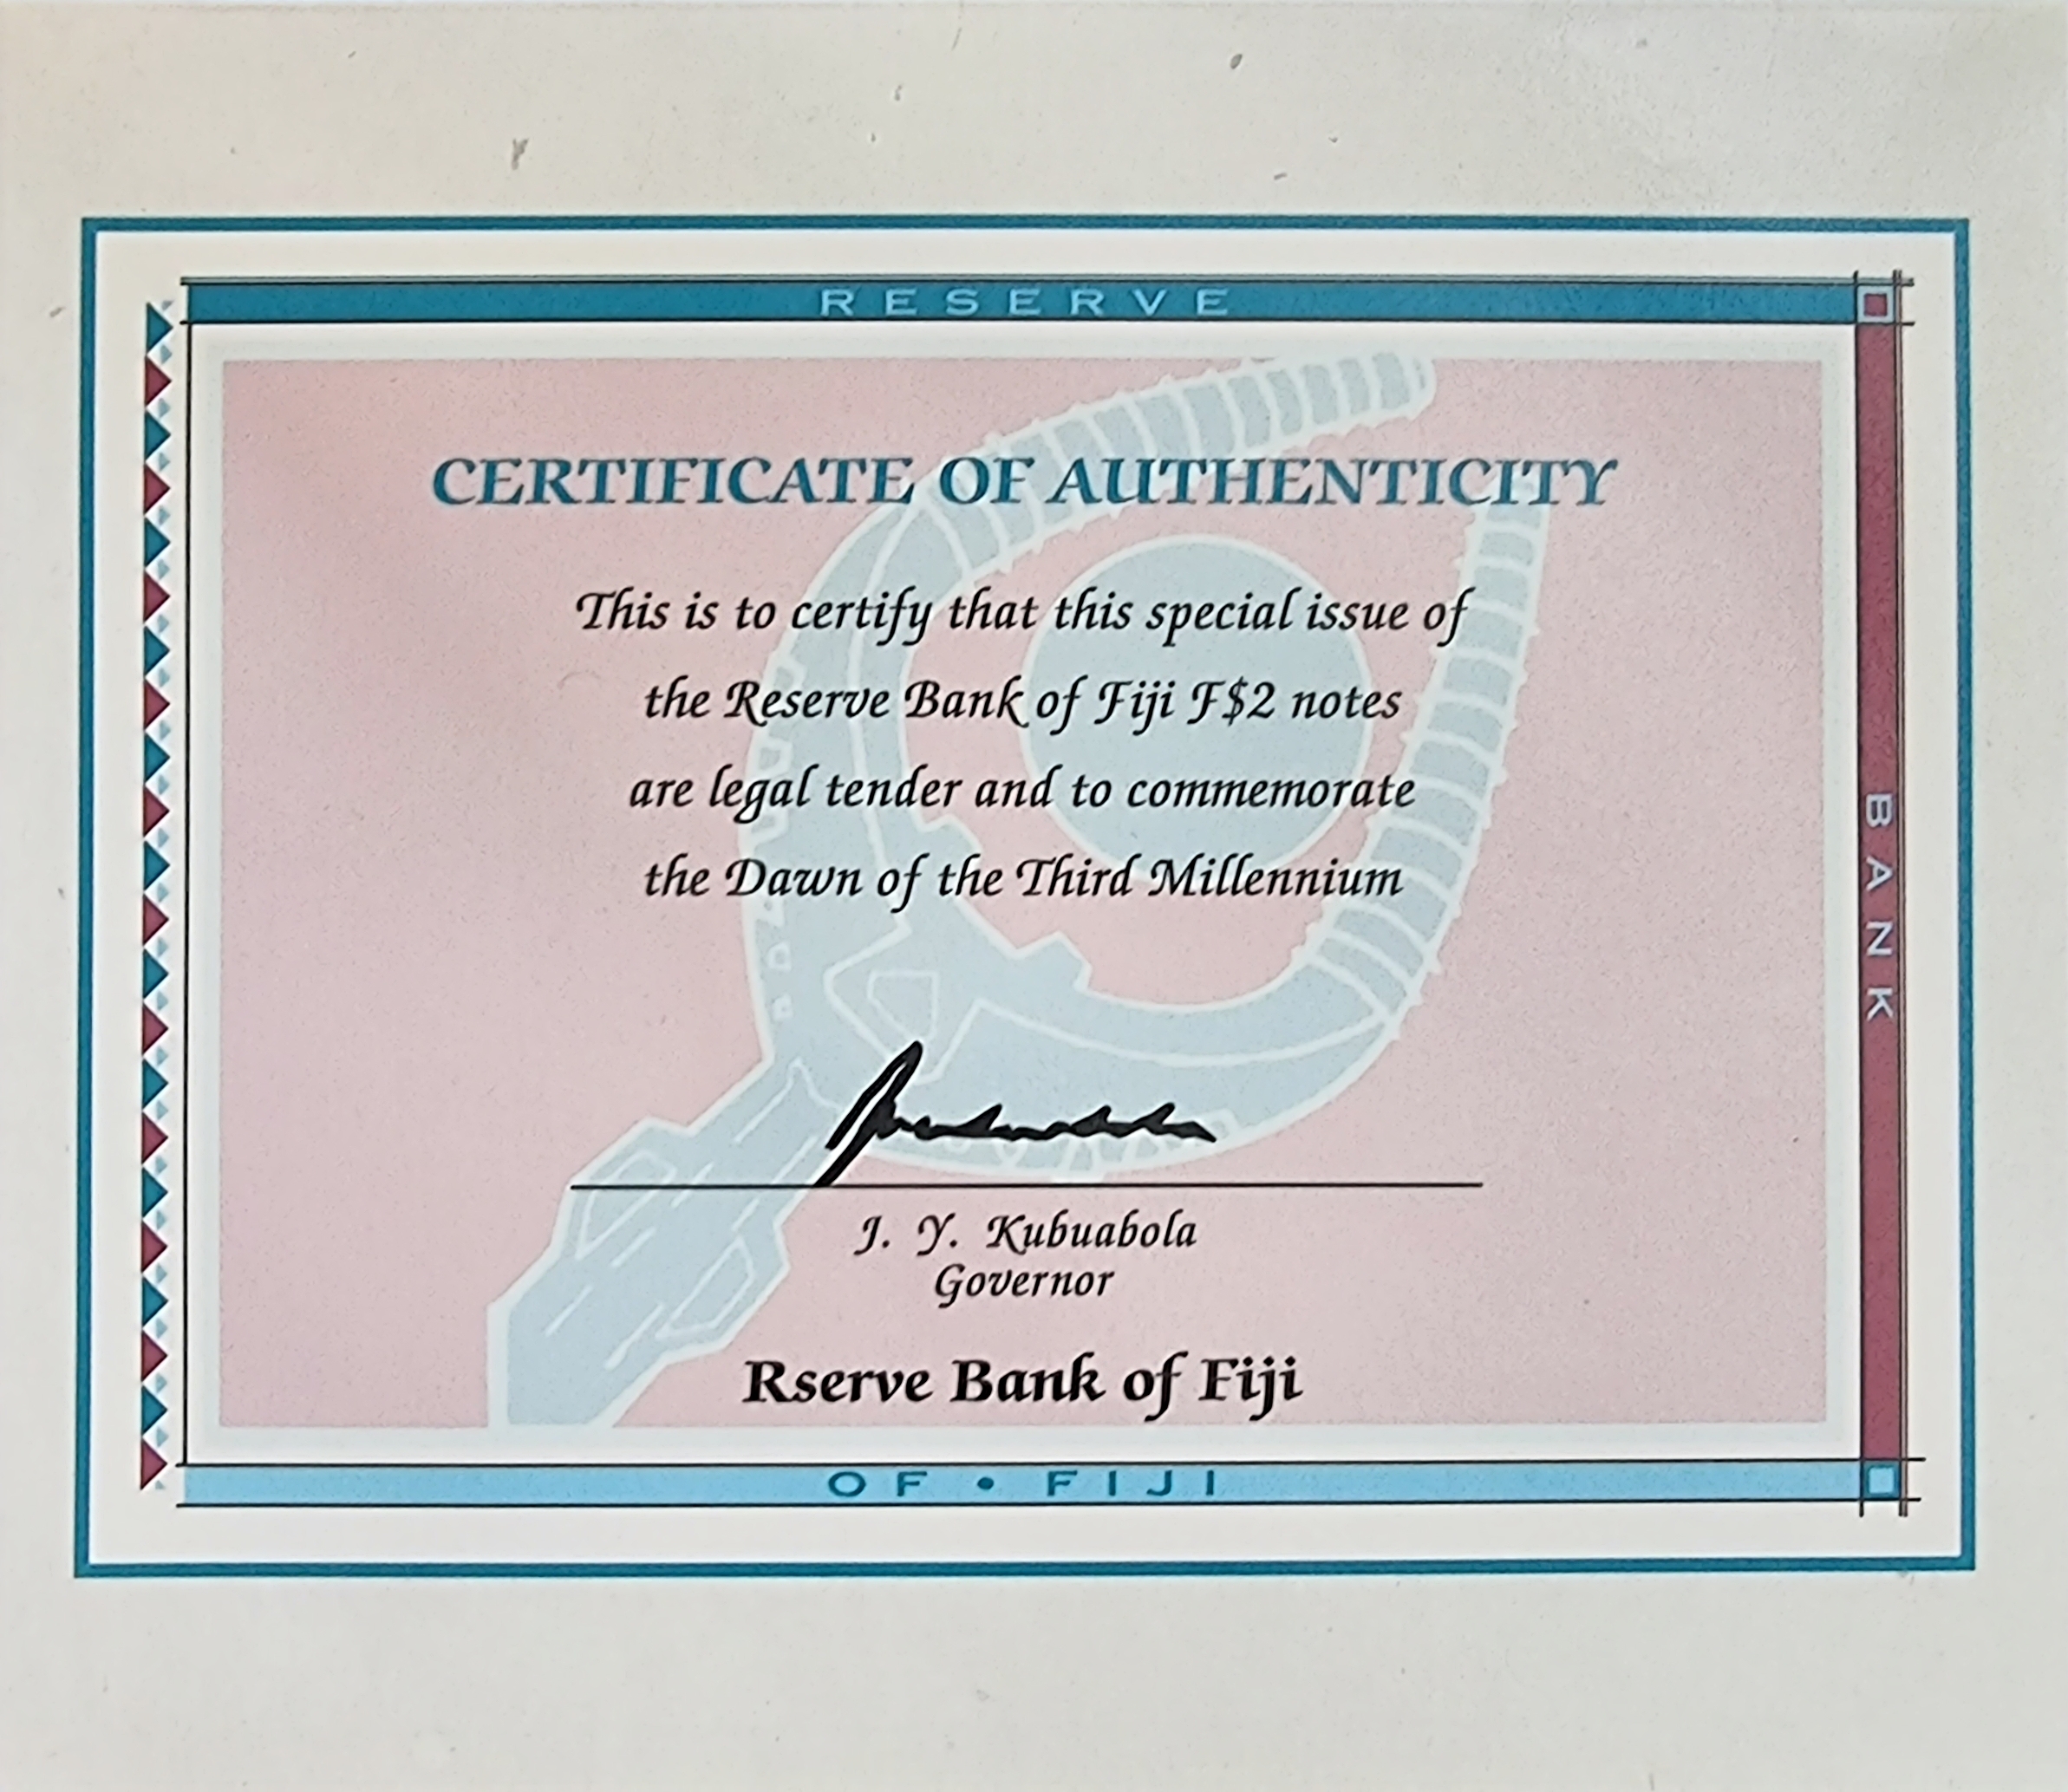 RESERVE
CERTIFICATE OF AUTHENTICITY
This is to certify that this special issue of
the Reserve Bank of Fiji F$2 notes
are legal tender and to commemorate
the Dawn of the Third Millennium
J. Y. Kubuabola
Governor
Rserve Bank of Fiji
BANK
OF • FIJI